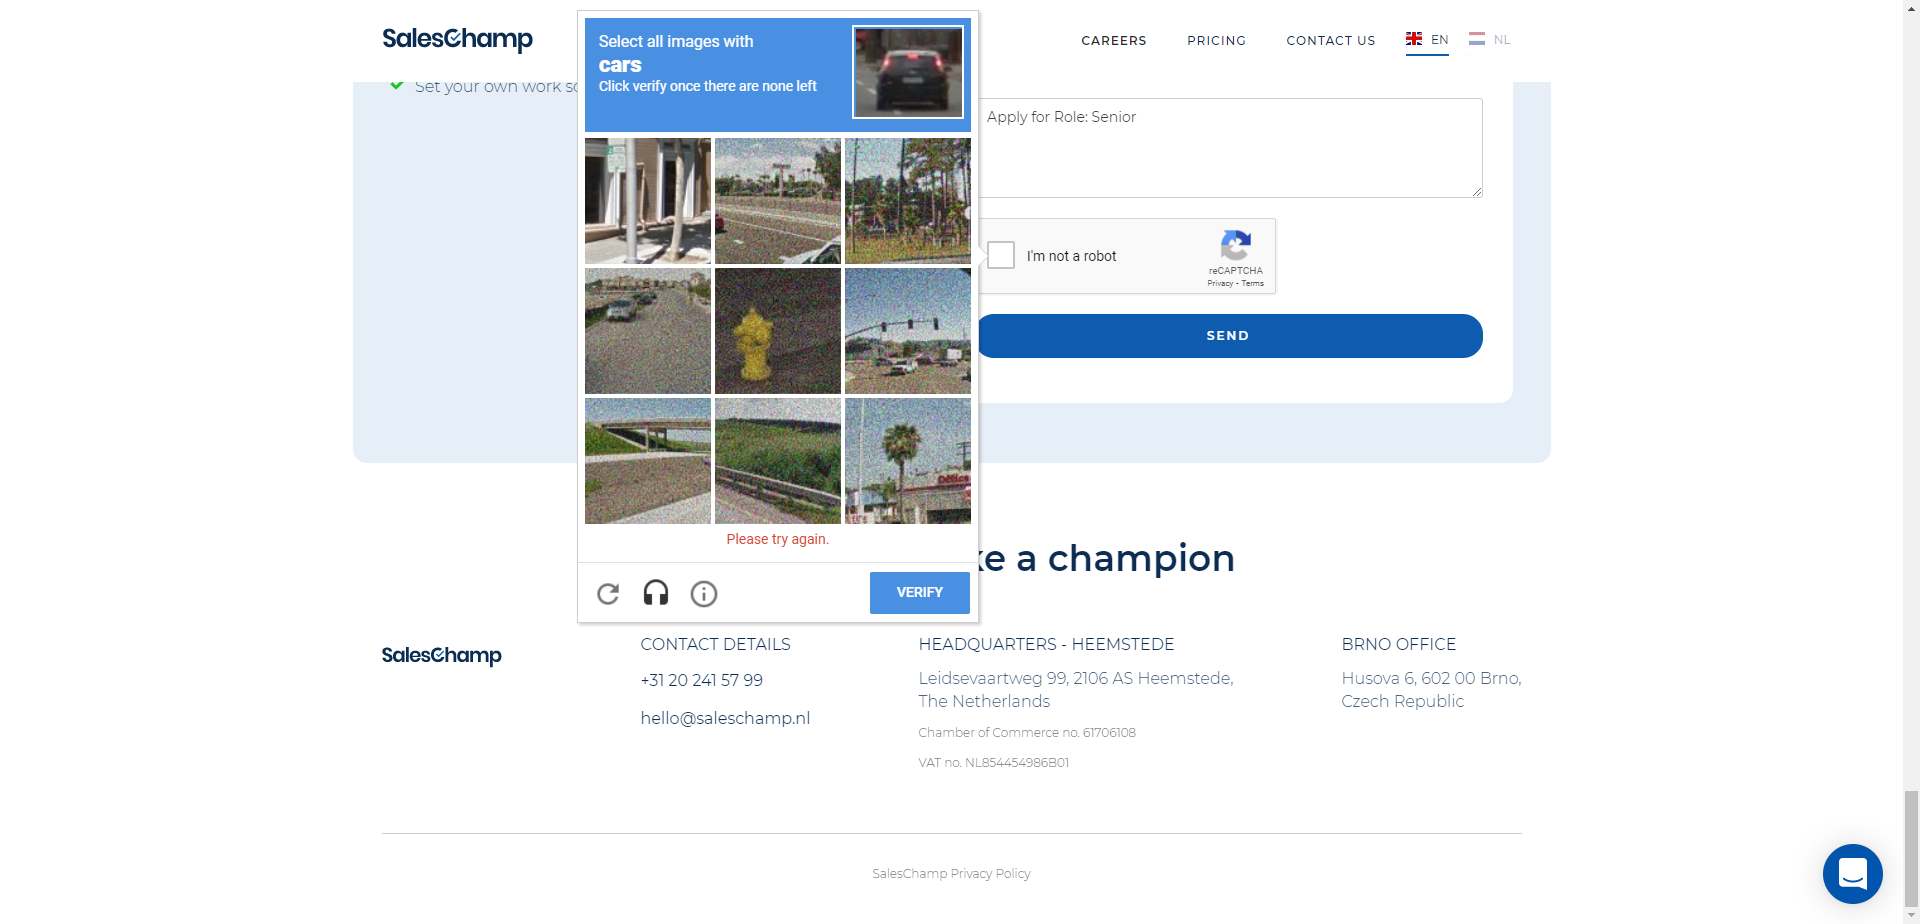 SalesChamp
CAREERS
PRICING
CONTACT US
EN
NL
Set your own work
Select all images with
cars
Click verify once there are none left
Please try again.
VERIFY
Apply for Role: Senior
I'm not a robot
reCAPTCHA
Privacy - Terms
SEND
a champion
SalesChamp
CONTACT DETAILS
+31 20 241 57 99
hello@saleschamp.nl
HEADQUARTERS - HEEMSTEDE
Leidsevaartweg 99, 2106 AS Heemstede,
The Netherlands
Chamber of Commerce no. 61706108
VAT no. NL854454986B01
BRNO OFFICE
Husova 6, 602 00 Brno,
Czech Republic
SalesChamp Privacy Policy